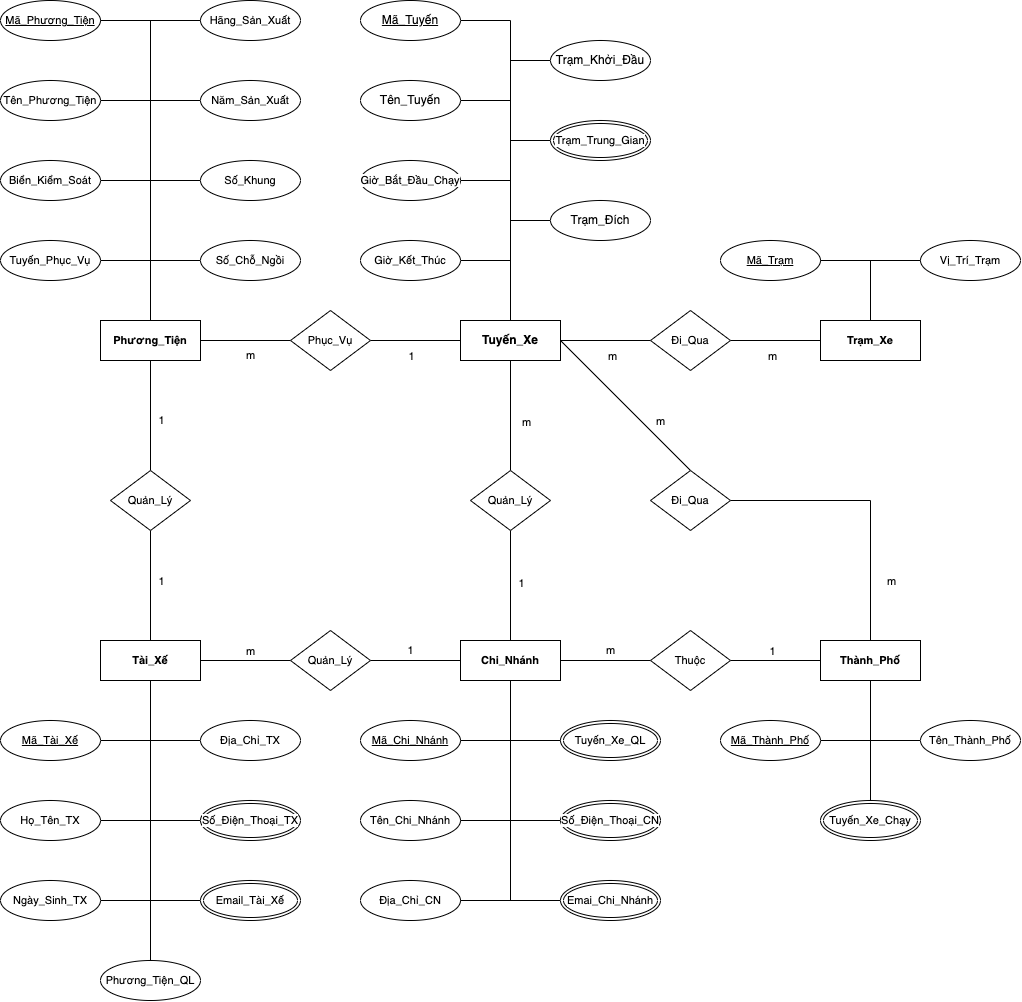 Mã_Phương_Tiện
Hãng_Sản_Xuất
Mã_Tuyến
Trạm_Khởi_Đầu
Tên_Phương_Tiện
Năm_Sản_Xuất
Tên_Tuyến
Trạm_Trung_Gian
Biển_Kiểm_Soát
Số_Khung
Giờ_Bắt_Đầu_Chạy
Trạm_Đích
Tuyến_Phục_Vụ
Số_Chỗ_Ngồi
Giờ_Kết_Thúc
Mã_Trạm
Vị_Trí_Trạm
Phương_Tiện
m
Phục_Vụ
1
Tuyến_Xe
m
Đi_Qua
m
Trạm_Xe
1
m
m
Quản_Lý
Quản_Lý
Đi_Qua
1
1
m
Tài_Xế
m
Quản_Lý
1
Chi_Nhánh
m
Thuộc
1
Thành_Phố
Mã_Tài_Xế
Địa_Chỉ_TX
Mã_Chi_Nhánh
Tuyến_Xe_QL
Mã_Thành_Phố
Tên_Thành_Phố
Họ_Tên_TX
Số_Điện_Thoại_TX
Tên_Chi_Nhánh
Số_Điện_Thoại_CN
Tuyến_Xe_Chạy
Ngày_Sinh_TX
Email_Tài_Xế
Địa_Chỉ_CN
Emai_Chi_Nhánh
Phương_Tiện_QL